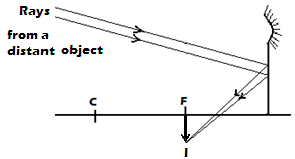 Rays
from a
distant object
C
F
I